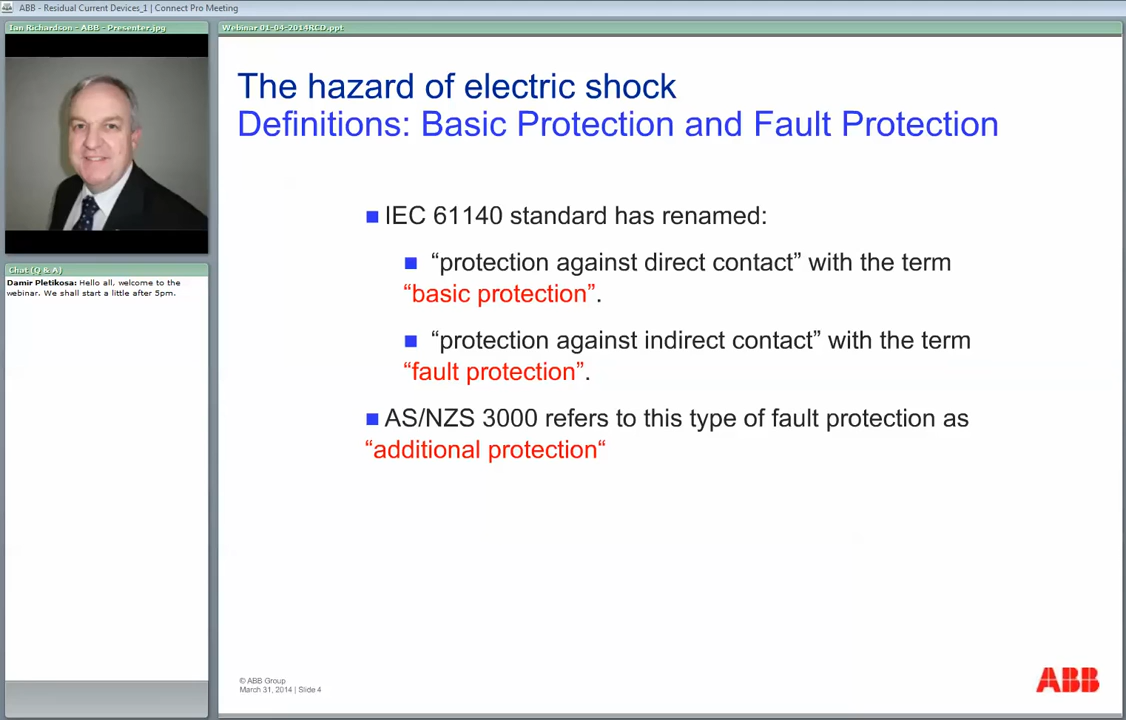 ABB - Residual Current Devices_1 | Connect Pro Meeting
Ian Richardson - ABB - Presenter.jpg
Webinar 01-04-2014RCD.ppt
The hazard of electric shock
Definitions: Basic Protection and Fault Protection
IEC 61140 standard has renamed:
“protection against direct contact” with the term
“basic protection”.
“protection against indirect contact” with the term
“fault protection”.
AS/NZS 3000 refers to this type of fault protection as
“additional protection“
Chat (Q & A)
Damir Pletikosa: Hello all, welcome to the
webinar. We shall start a little after 5pm.
© ABB Group
March 31, 2014 | Slide 4
ABB